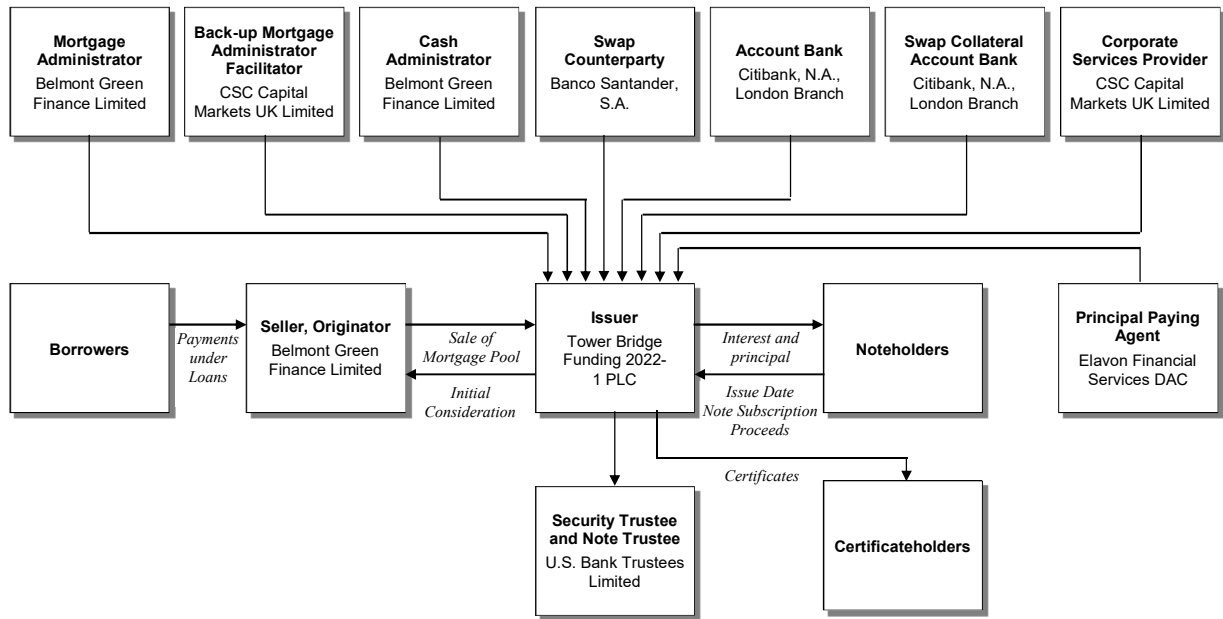 Mortgage
Administrator
Belmont Green
Finance Limited
Back-up Mortgage
Administrator
Facilitator
CSC Capital
Markets UK Limited
Cash
Administrator
Belmont Green
Finance Limited
Swap
Counterparty
Banco Santander,
S.A.
Account Bank
Citibank, N.A.,
London Branch
Swap Collateral
Account Bank
Citibank, N.A.,
London Branch
Corporate
Services Provider
CSC Capital
Markets UK Limited
Borrowers
Payments
under
Loans
Seller, Originator
Belmont Green
Finance Limited
Sale of
Mortgage Pool
Initial
Consideration
Issuer
Tower Bridge
Funding 2022-
1 PLC
Interest and
principal
Issue Date
Note Subscription
Proceeds
Noteholders
Principal Paying
Agent
Elavon Financial
Services DAC
Certificates
Security Trustee
and Note Trustee
U.S. Bank Trustees
Limited
Certificateholders